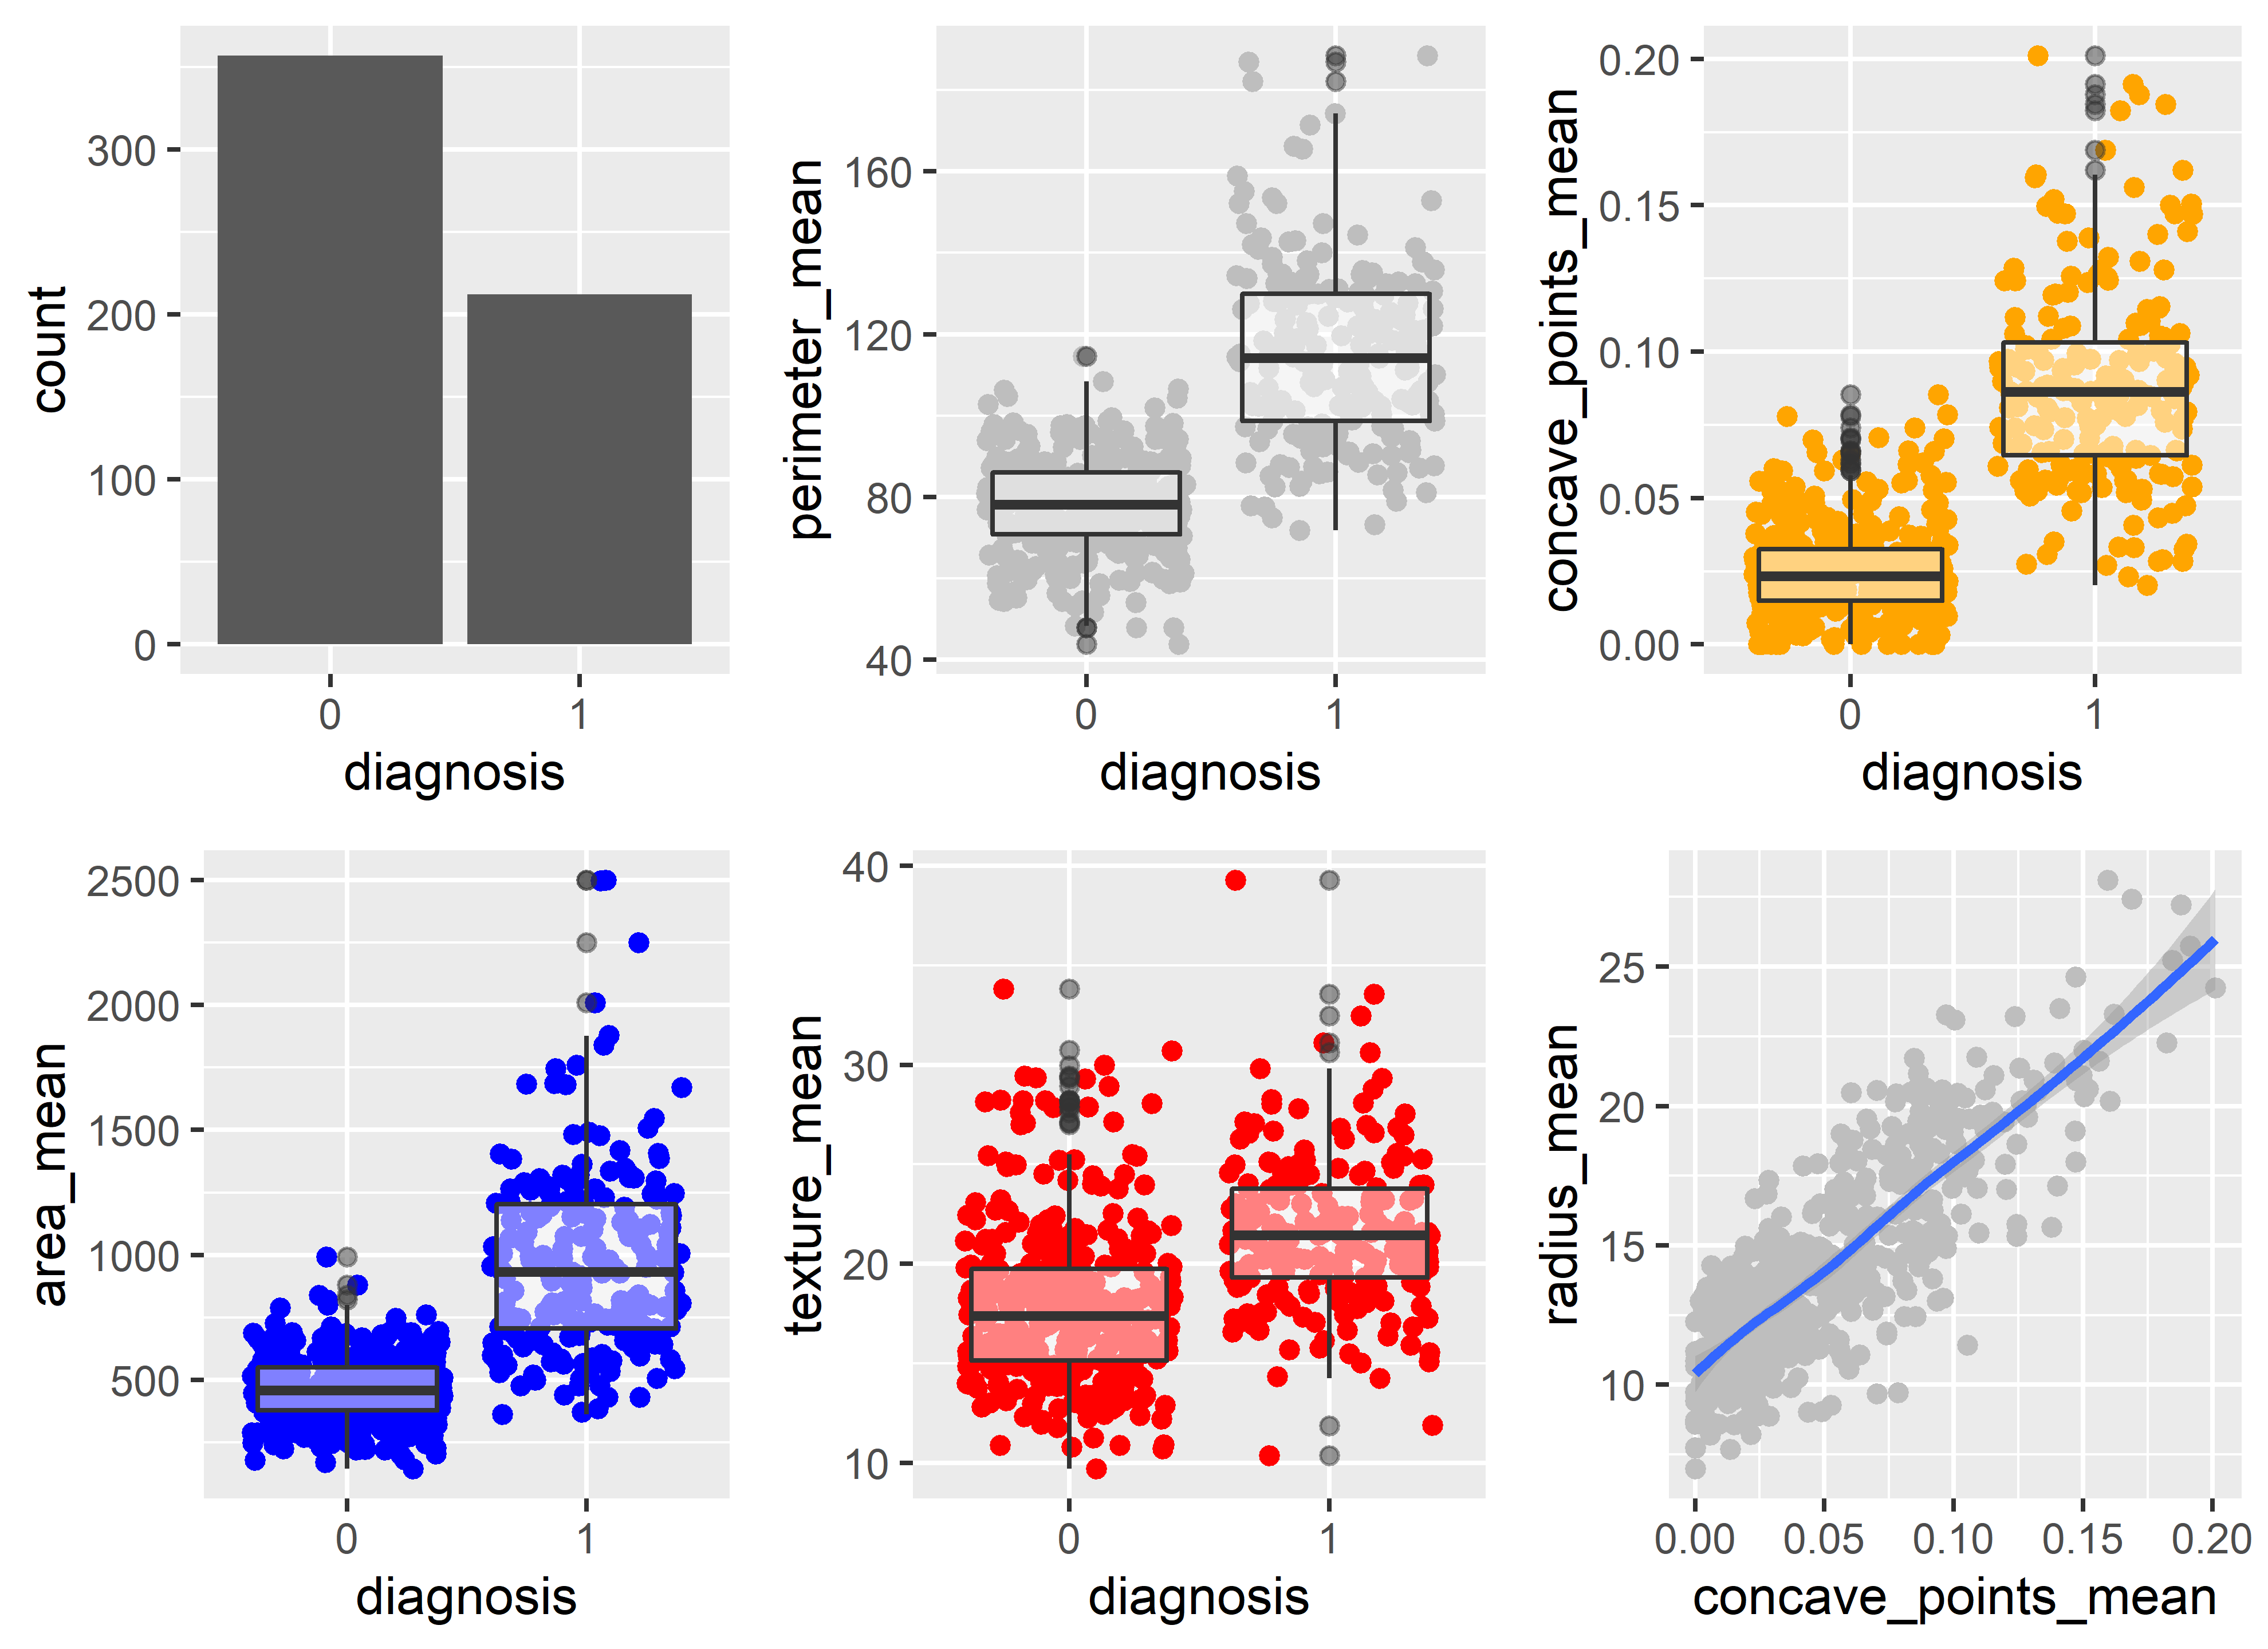 count
300
200
100
0
0 1
diagnosis
perimeter_mean
160
120
80
40
0 1
diagnosis
concave_points_mean
0.20
0.15
0.10
0.05
0.00
0 1
diagnosis
area_mean
2500
2000
1500
1000
500
0 1
diagnosis
texture_mean
40
30
20
10
0 1
diagnosis
radius_mean
25
20
15
10
0.00 0.05 0.10 0.15 0.20
concave_points_mean